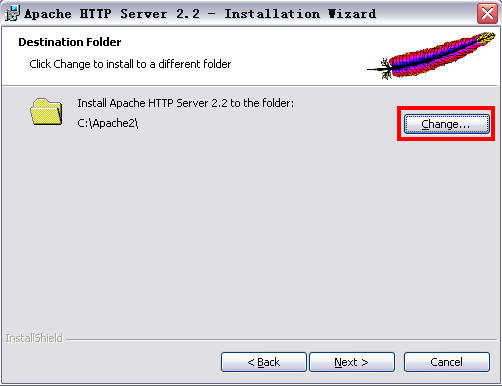 Apache HTTP Server 2.2 - Installation Wizard
Destination Folder
Click Change to install to a different folder
Install Apache HTTP Server 2.2 to the folder:
C:\Apache2\
Change...
InstallShield
< Back
Next >
Cancel